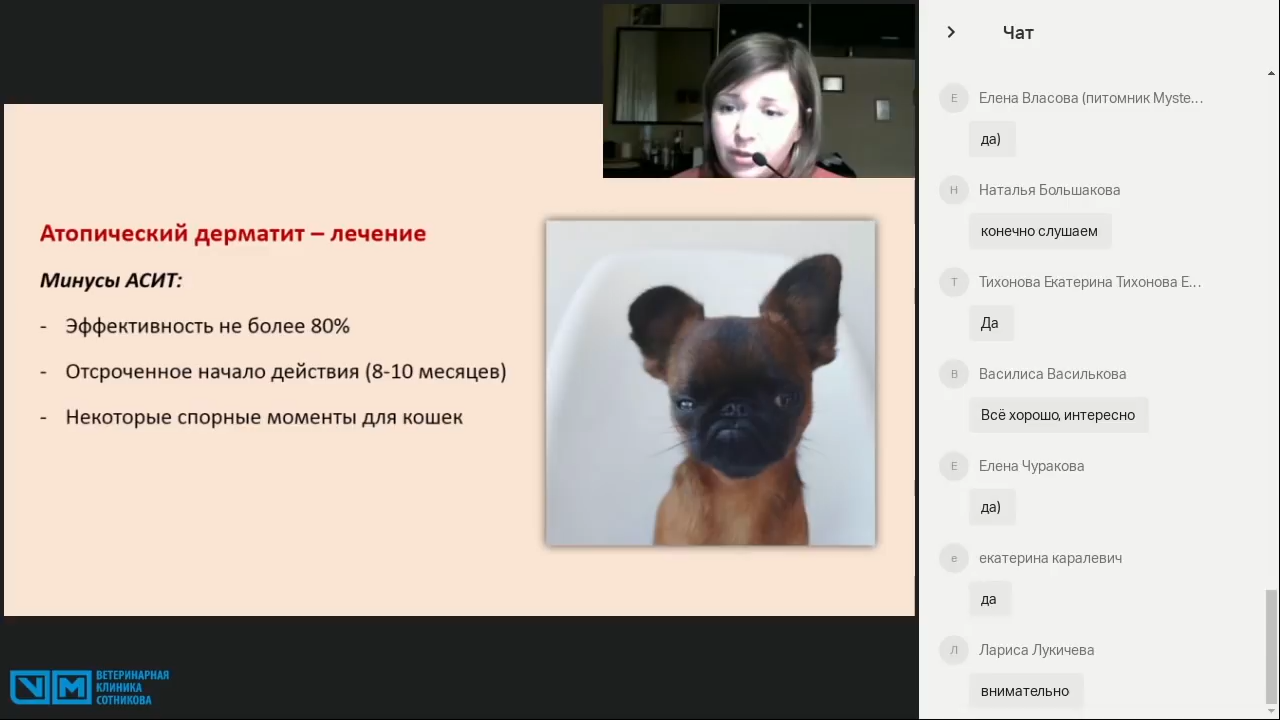 Атопический дерматит – лечение
Минусы АСИТ:
- Эффективность не более 80%
- Отсроченное начало действия (8-10 месяцев)
- Некоторые спорные моменты для кошек
VM
ВЕТЕРИНАРНАЯ
КЛИНИКА
СОТНИКОВА
Чат
Е
Елена Власова (питомник Myste...
да)
Н
Наталья Большакова
конечно слушаем
Т
Тихонова Екатерина Тихонова Е...
Да
В
Василиса Василькова
Всё хорошо, интересно
Е
Елена Чуракова
да)
е
екатерина каралевич
да
Л
Лариса Лукичева
внимательно